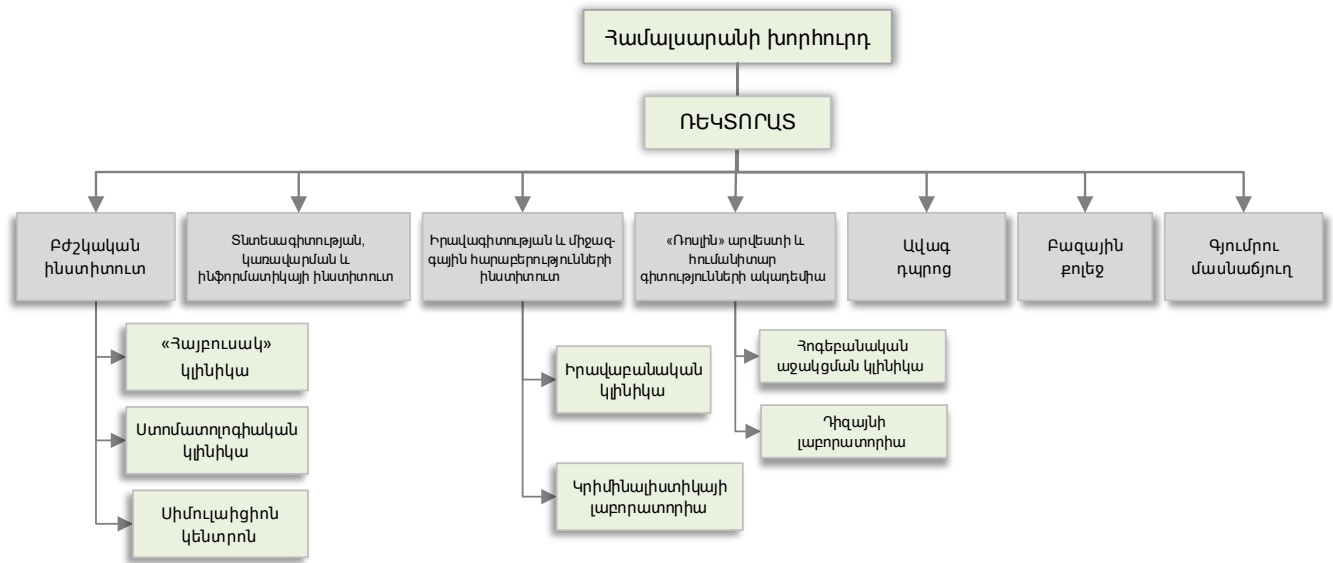 Համալսարանի խորհուրդ
ՌԵԿՏՈՐԱՏ
Բժշկական
ինստիտուտ
Տնտեսագիտության,
կառավարման և
ինֆորմատիկայի ինստիտուտ
Իրավագիտության և միջազ-
գային հարաբերությունների
ինստիտուտ
«Ռոսլին» արվեստի և
հումանիտար
գիտությունների ակադեմիա
Ավագ
դպրոց
Բազային
քոլեջ
Գյումրու
մասնաճյուղ
«Հայբուսակ»
կլինիկա
Ստոմատոլոգիական
կլինիկա
Սիմուլաիցիոն
կենտրոն
Իրավաբանական
կլինիկա
Կրիմինալիստիկայի
լաբորատորիա
Հոգեբանական
աջակցման կլինիկա
Դիզայնի
լաբորատորիա